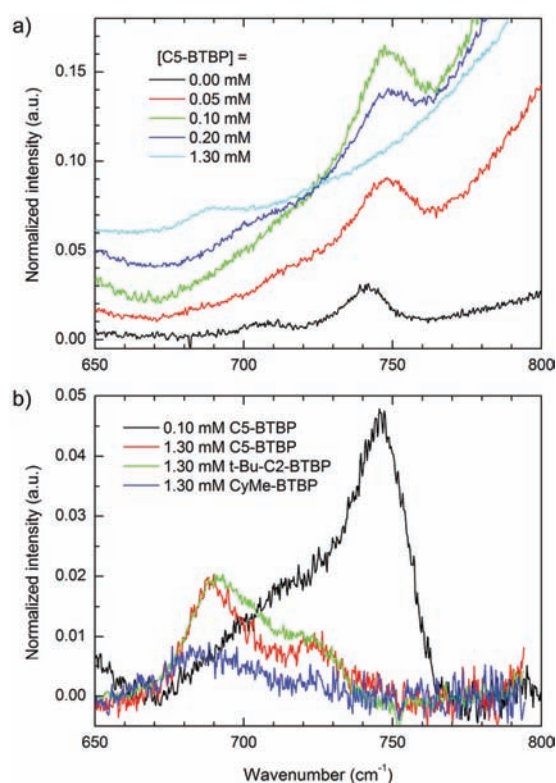 a)
0.15
0.10
0.05
0.00
Normalized intensity (a.u.)
[C5-BTBP] =
0.00 mM
0.05 mM
0.10 mM
0.20 mM
1.30 mM
650
700
750
800
b)
0.05
0.04
0.03
0.02
0.01
0.00
Normalized intensity (a.u.)
0.10 mM C5-BTBP
1.30 mM C5-BTBP
1.30 mM t-Bu-C2-BTBP
1.30 mM CyMe-BTBP
650
700
750
800
Wavenumber (cm⁻¹)